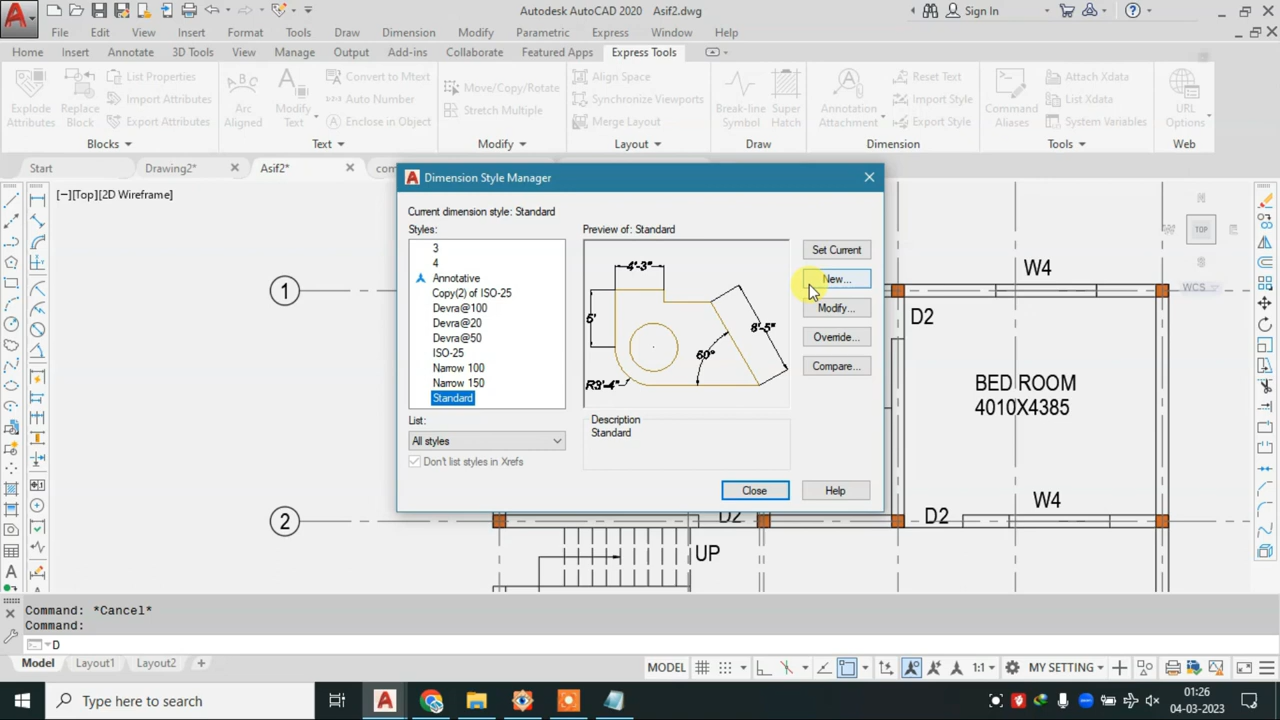 Autodesk AutoCAD 2020 Asif2.dwg
Sign In
File Edit View Insert Format Tools Draw Dimension Modify Parametric Express Window Help
Home Insert Annotate 3D Tools View Manage Output Add-ins Collaborate Featured Apps Express Tools
Explode Attributes
Replace Block
List Properties
Import Attributes
Export Attributes
Arc Aligned
Modify Text
Convert to Mtext
Auto Number
Enclose in Object
Move/Copy/Rotate
Stretch Multiple
Align Space
Synchronize Viewports
Merge Layout
Break-line Symbol
Super Hatch
Annotation Attachment
Reset Text
Import Style
Export Style
Command Aliases
Attach Xdata
List Xdata
System Variables
URL Options
Blocks Text Modify Layout Draw Dimension Tools Web
Start Drawing2* Asif2* com
[−][Top][2D Wireframe]
Dimension Style Manager
Current dimension style: Standard
Styles:
3
4
Annotative
Copy(2) of ISO-25
Devra@100
Devra@20
Devra@50
ISO-25
Narrow 100
Narrow 150
Standard
List:
All styles
Don't list styles in Xrefs
Preview of: Standard
4'-3"
5'
8'-5"
60°
R3'-4"
Description
Standard
Set Current
New...
Modify...
Override...
Compare...
Close
Help
1
W4
D2
BED ROOM
4010X4385
W4
2
D2
D2
UP
TOP
WCS
Command: *Cancel*
Command:
D
Model Layout1 Layout2 +
MODEL
1:1
MY SETTING
Type here to search
01:26
04-03-2023